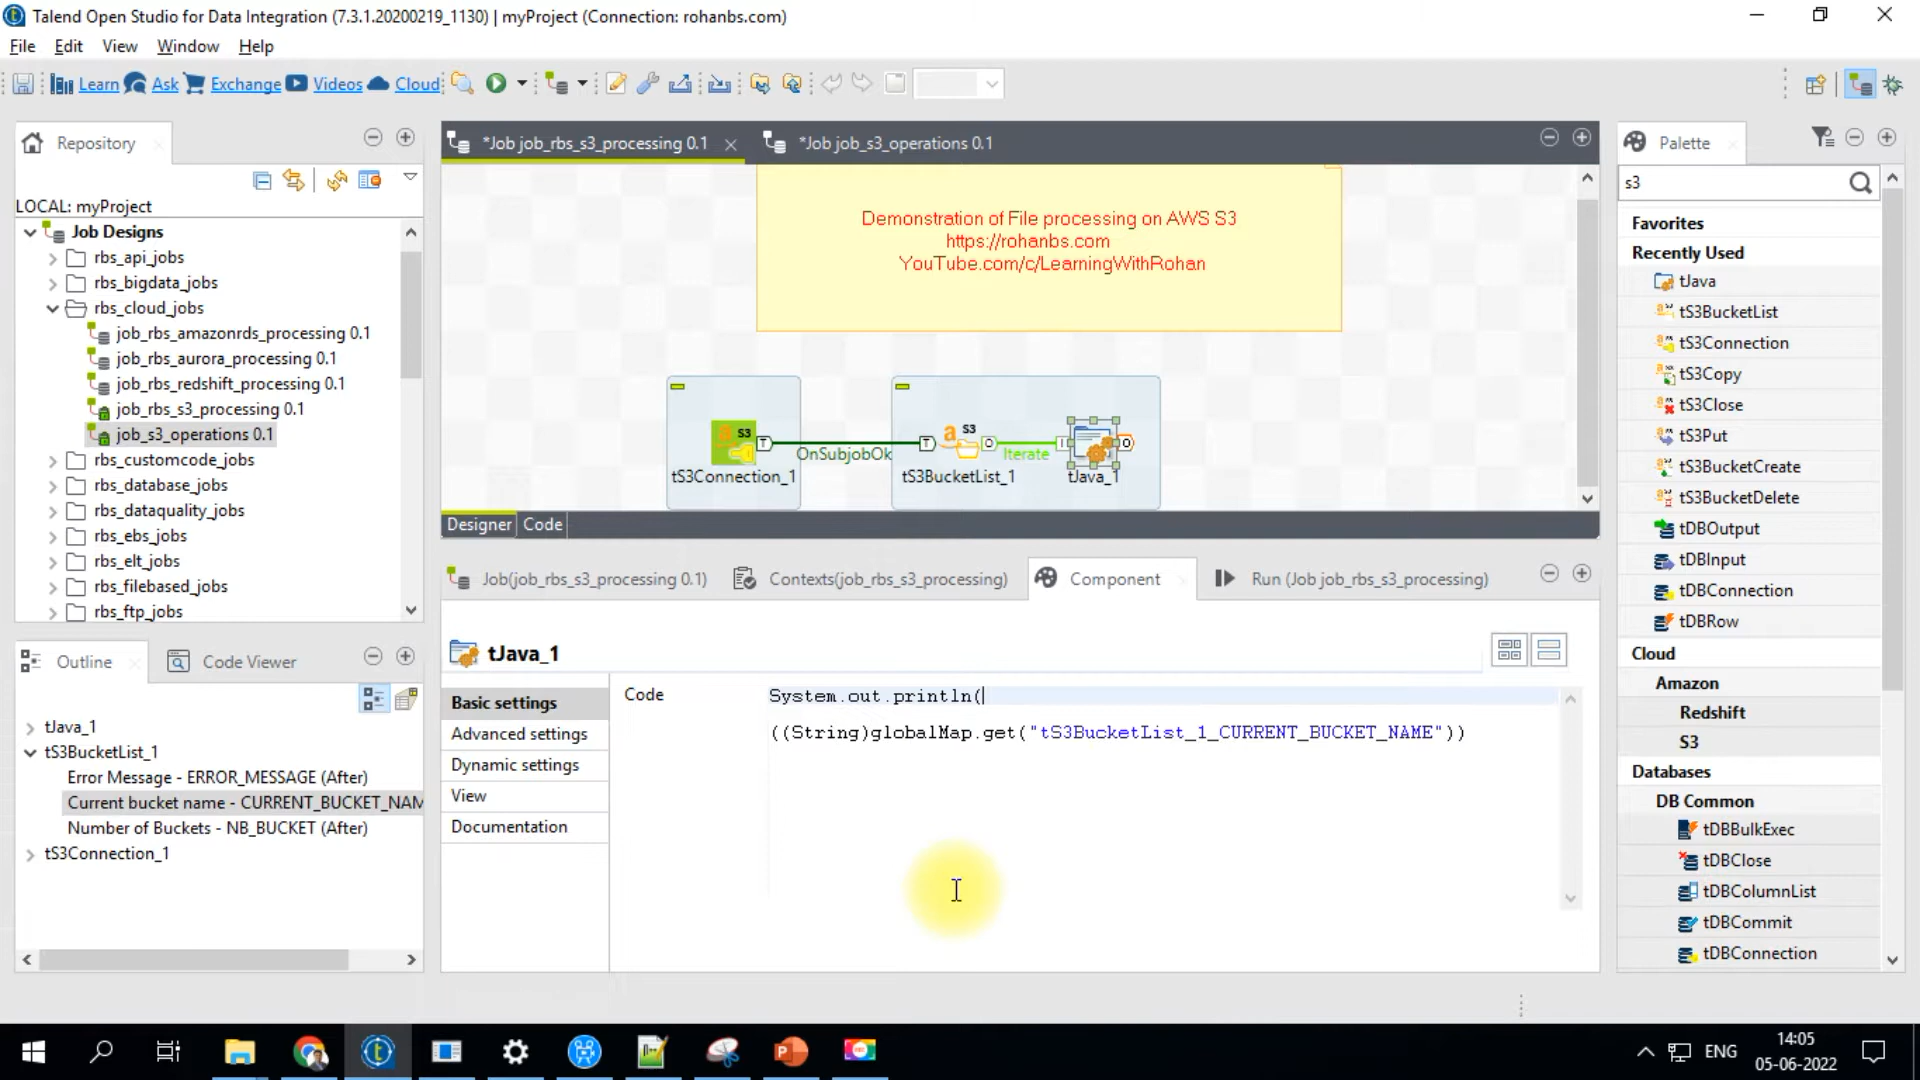 Talend Open Studio for Data Integration (7.3.1.20200219_1130) | myProject (Connection: rohanbs.com)
File Edit View Window Help
Learn Ask Exchange Videos Cloud
Repository
LOCAL: myProject
Job Designs
rbs_api_jobs
rbs_bigdata_jobs
rbs_cloud_jobs
job_rbs_amazonrds_processing 0.1
job_rbs_aurora_processing 0.1
job_rbs_redshift_processing 0.1
job_rbs_s3_processing 0.1
job_s3_operations 0.1
rbs_customcode_jobs
rbs_database_jobs
rbs_dataquality_jobs
rbs_ebs_jobs
rbs_elt_jobs
rbs_filebased_jobs
rbs_ftp_jobs
Outline Code Viewer
tJava_1
tS3BucketList_1
Error Message - ERROR_MESSAGE (After)
Current bucket name - CURRENT_BUCKET_NAM
Number of Buckets - NB_BUCKET (After)
tS3Connection_1
*Job job_rbs_s3_processing 0.1 *Job job_s3_operations 0.1
Demonstration of File processing on AWS S3
https://rohanbs.com
YouTube.com/c/LearningWithRohan
S3 T OnSubjobOk T S3 O Iterate I O
tS3Connection_1 tS3BucketList_1 tJava_1
Designer Code
Job(job_rbs_s3_processing 0.1) Contexts(job_rbs_s3_processing) Component Run (Job job_rbs_s3_processing)
tJava_1
Basic settings
Advanced settings
Dynamic settings
View
Documentation
Code
System.out.println(
((String)globalMap.get("tS3BucketList_1_CURRENT_BUCKET_NAME"))
Palette
s3
Favorites
Recently Used
tJava
tS3BucketList
tS3Connection
tS3Copy
tS3Close
tS3Put
tS3BucketCreate
tS3BucketDelete
tDBOutput
tDBInput
tDBConnection
tDBRow
Cloud
Amazon
Redshift
S3
Databases
DB Common
tDBBulkExec
tDBClose
tDBColumnList
tDBCommit
tDBConnection
ENG
14:05
05-06-2022